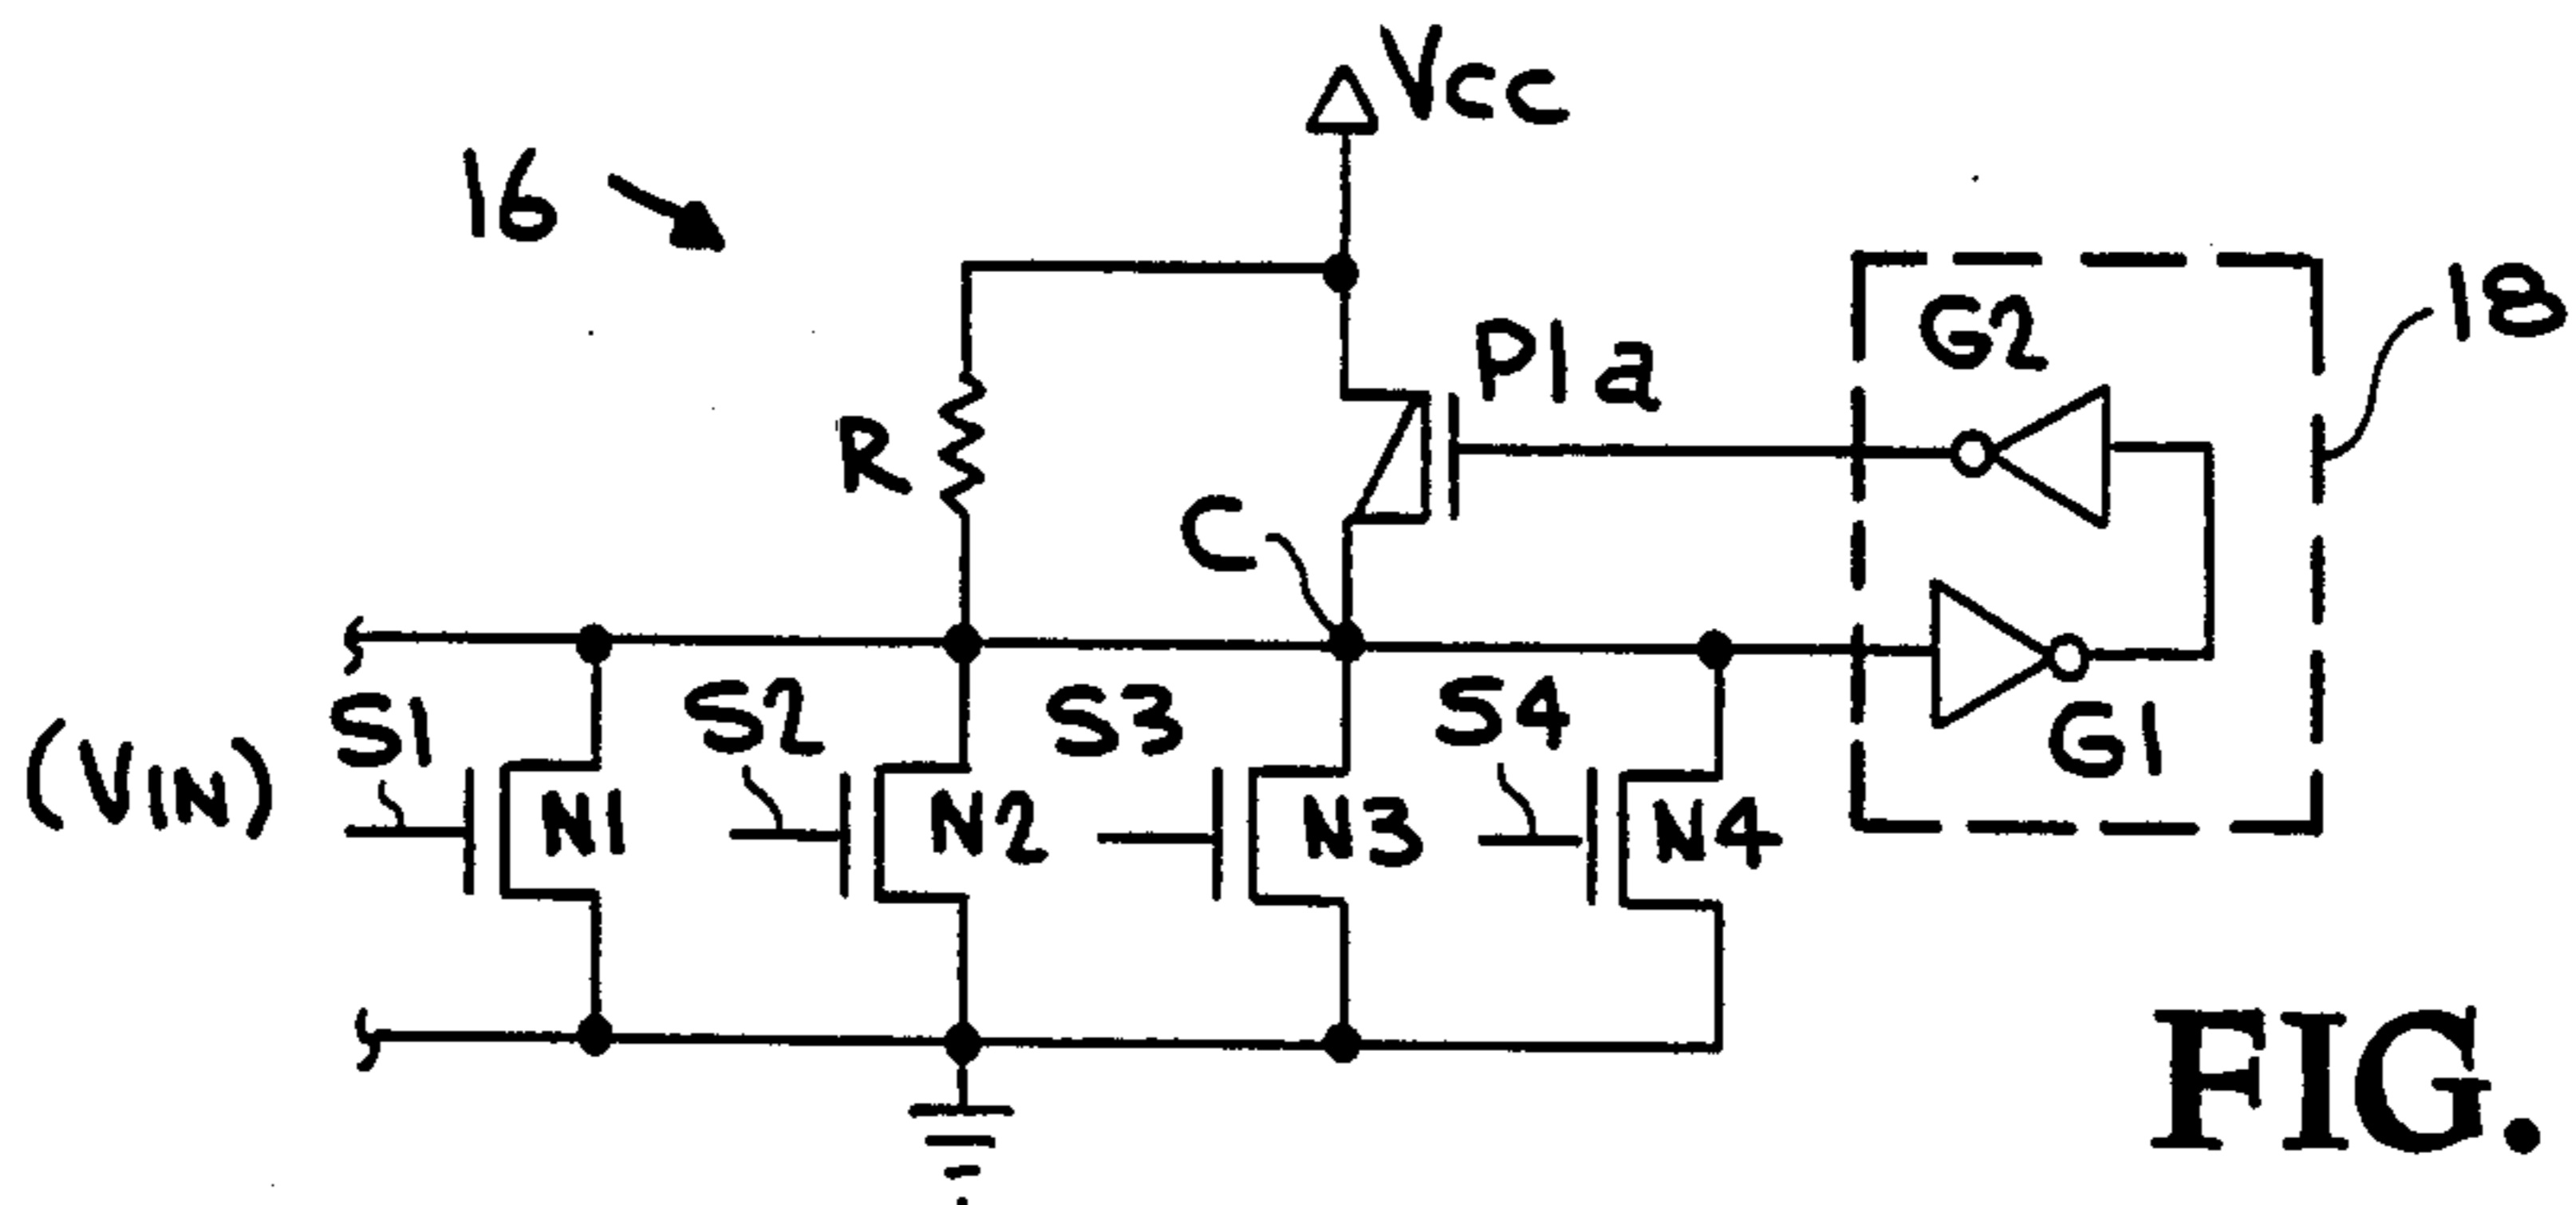 Vcc
16
G2
18
P1a
R
C
S1
S2
S3
S4
G1
(VIN)
N1
N2
N3
N4
FIG.